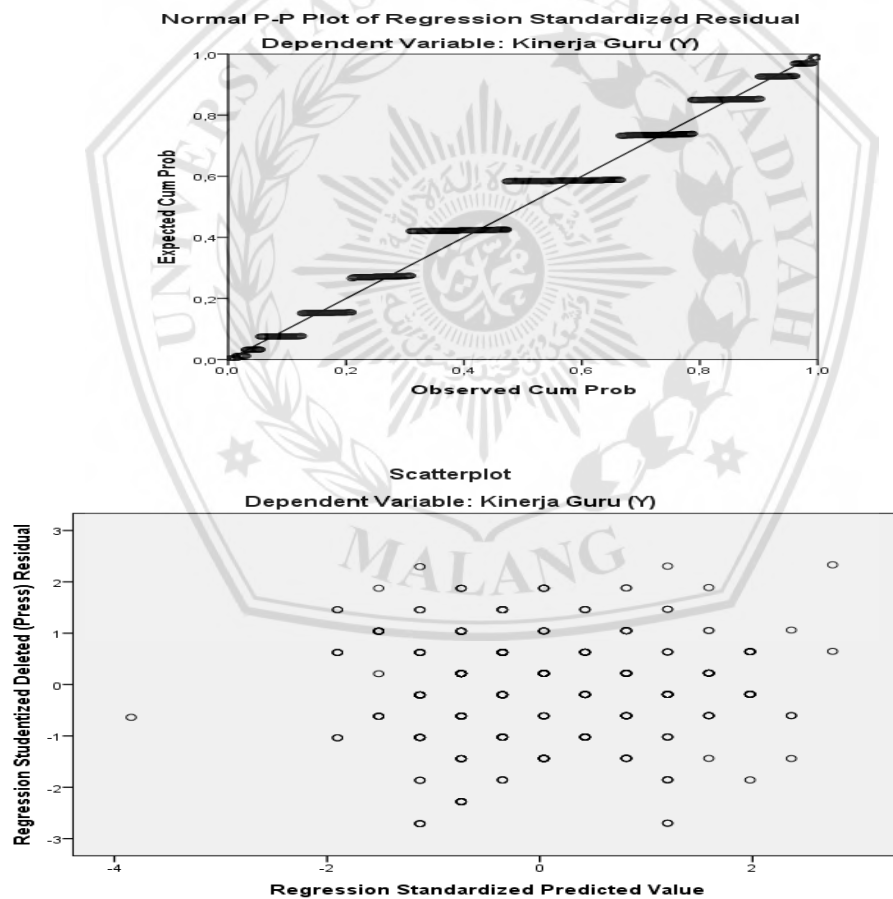 Normal P-P Plot of Regression Standardized Residual
Dependent Variable: Kinerja Guru (Y)
Expected Cum Prob
1,0
0,8
0,6
0,4
0,2
0,0
0,0 0,2 0,4 0,6 0,8 1,0
Observed Cum Prob
UNIVERSITAS MUHAMMADIYAH
MALANG
Scatterplot
Dependent Variable: Kinerja Guru (Y)
Regression Studentized Deleted (Press) Residual
3
2
1
0
-1
-2
-3
-4 -2 0 2
Regression Standardized Predicted Value